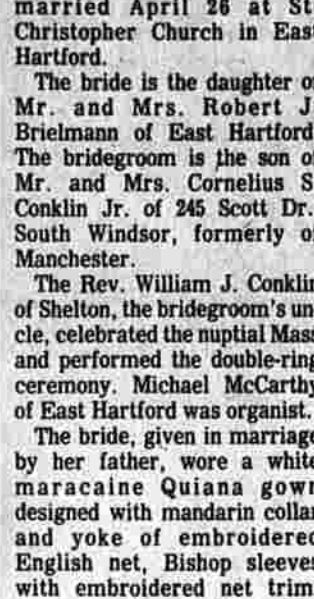 married April 26 at St.
Christopher Church in East
Hartford.
The bride is the daughter of
Mr. and Mrs. Robert J.
Brielmann of East Hartford.
The bridegroom is the son of
Mr. and Mrs. Cornelius S.
Conklin Jr. of 245 Scott Dr.,
South Windsor, formerly of
Manchester.
The Rev. William J. Conklin
of Shelton, the bridegroom's un-
cle, celebrated the nuptial Mass
and performed the double-ring
ceremony. Michael McCarthy
of East Hartford was organist.
The bride, given in marriage
by her father, wore a white
maracaine Quiana gown
designed with mandarin collar
and yoke of embroidered
English net, Bishop sleeves
with embroidered net trim